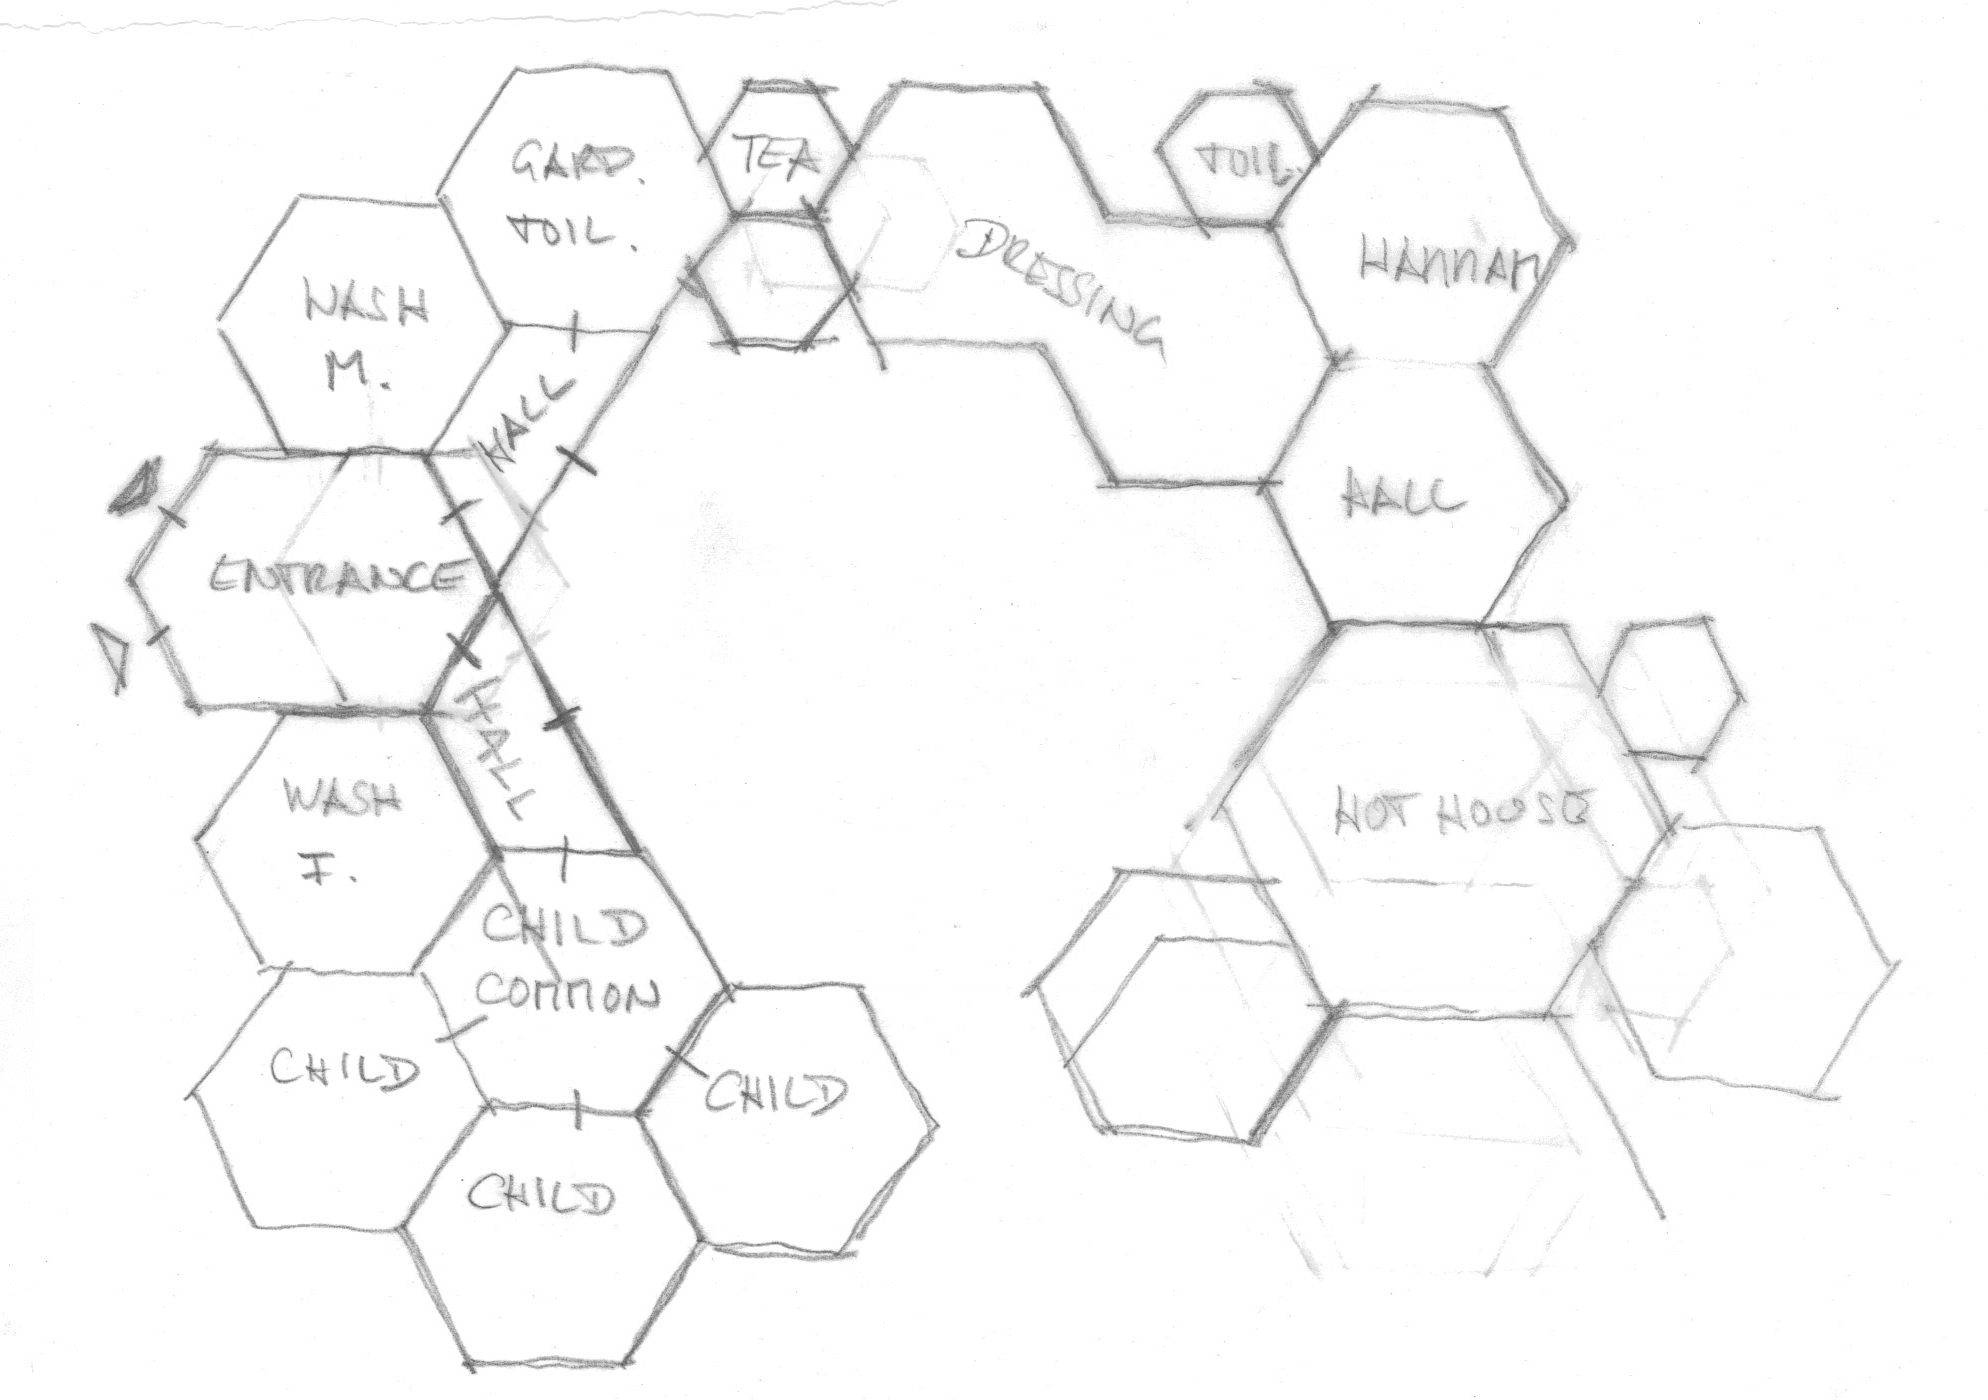 GARD.
TOIL.
TEA
TOIL.
DRESSING
HANNAH
WASH
M.
HALL
HALL
ENTRANCE
HALL
WASH
F.
HOT HOUSE
CHILD
COMMON
CHILD
CHILD
CHILD